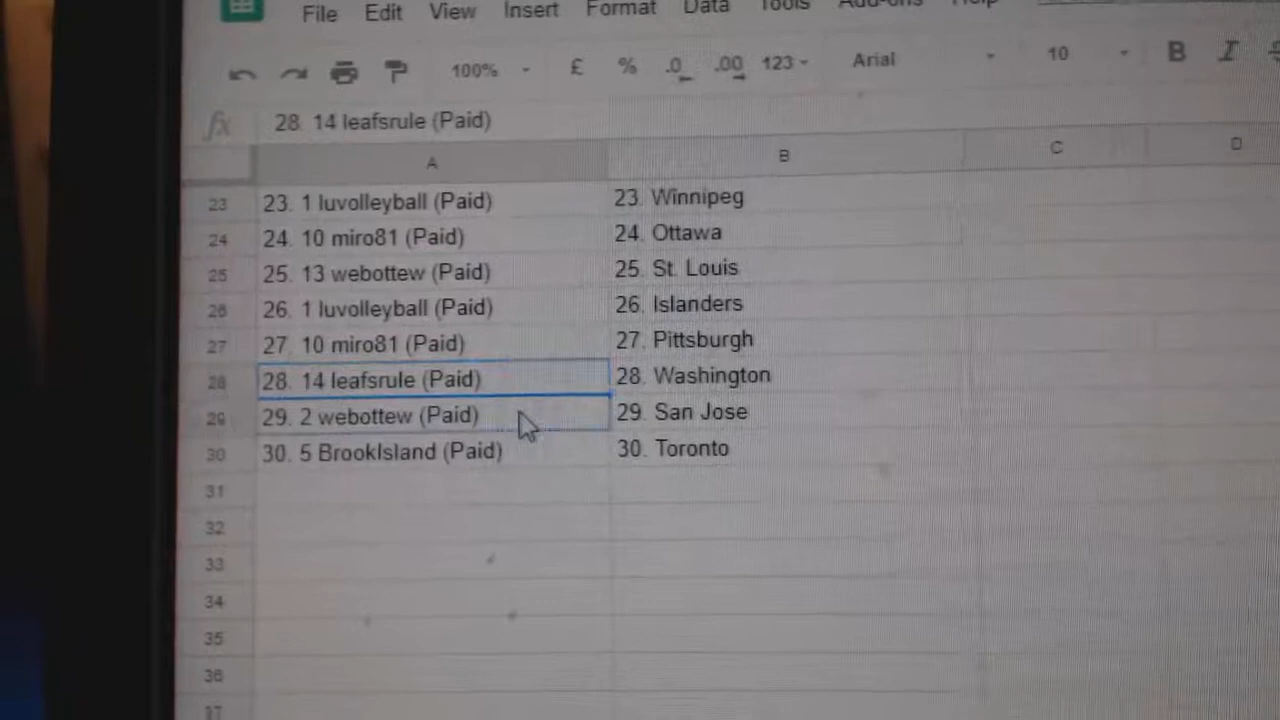 File Edit View Insert Format Data Tools Add-ons Help
100% £ % .0 .00 123 Arial 10 B I S
fx 28. 14 leafsrule (Paid)
A B C D
23 23. 1 luvolleyball (Paid) 23. Winnipeg
24 24. 10 miro81 (Paid) 24. Ottawa
25 25. 13 webottew (Paid) 25. St. Louis
26 26. 1 luvolleyball (Paid) 26. Islanders
27 27. 10 miro81 (Paid) 27. Pittsburgh
28 28. 14 leafsrule (Paid) 28. Washington
29 29. 2 webottew (Paid) 29. San Jose
30 30. 5 BrookIsland (Paid) 30. Toronto
31
32
33
34
35
36
37